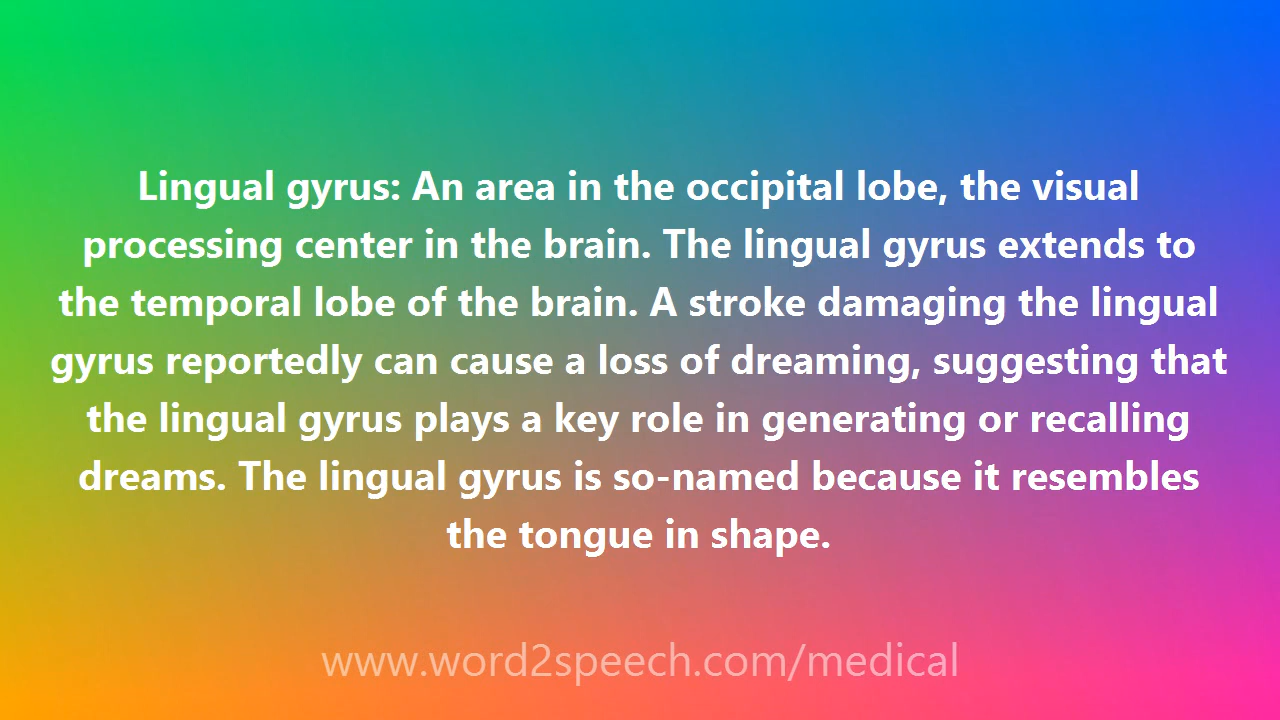 Lingual gyrus: An area in the occipital lobe, the visual
processing center in the brain. The lingual gyrus extends to
the temporal lobe of the brain. A stroke damaging the lingual
gyrus reportedly can cause a loss of dreaming, suggesting that
the lingual gyrus plays a key role in generating or recalling
dreams. The lingual gyrus is so-named because it resembles
the tongue in shape.
www.word2speech.com/medical